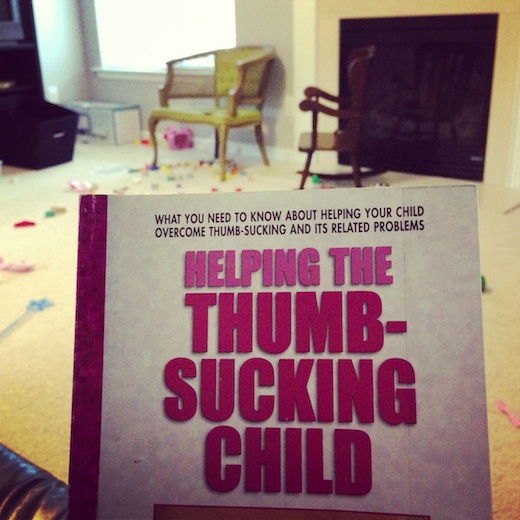 WHAT YOU NEED TO KNOW ABOUT HELPING YOUR CHILD
OVERCOME THUMB-SUCKING AND ITS RELATED PROBLEMS
HELPING THE
THUMB-
SUCKING
CHILD